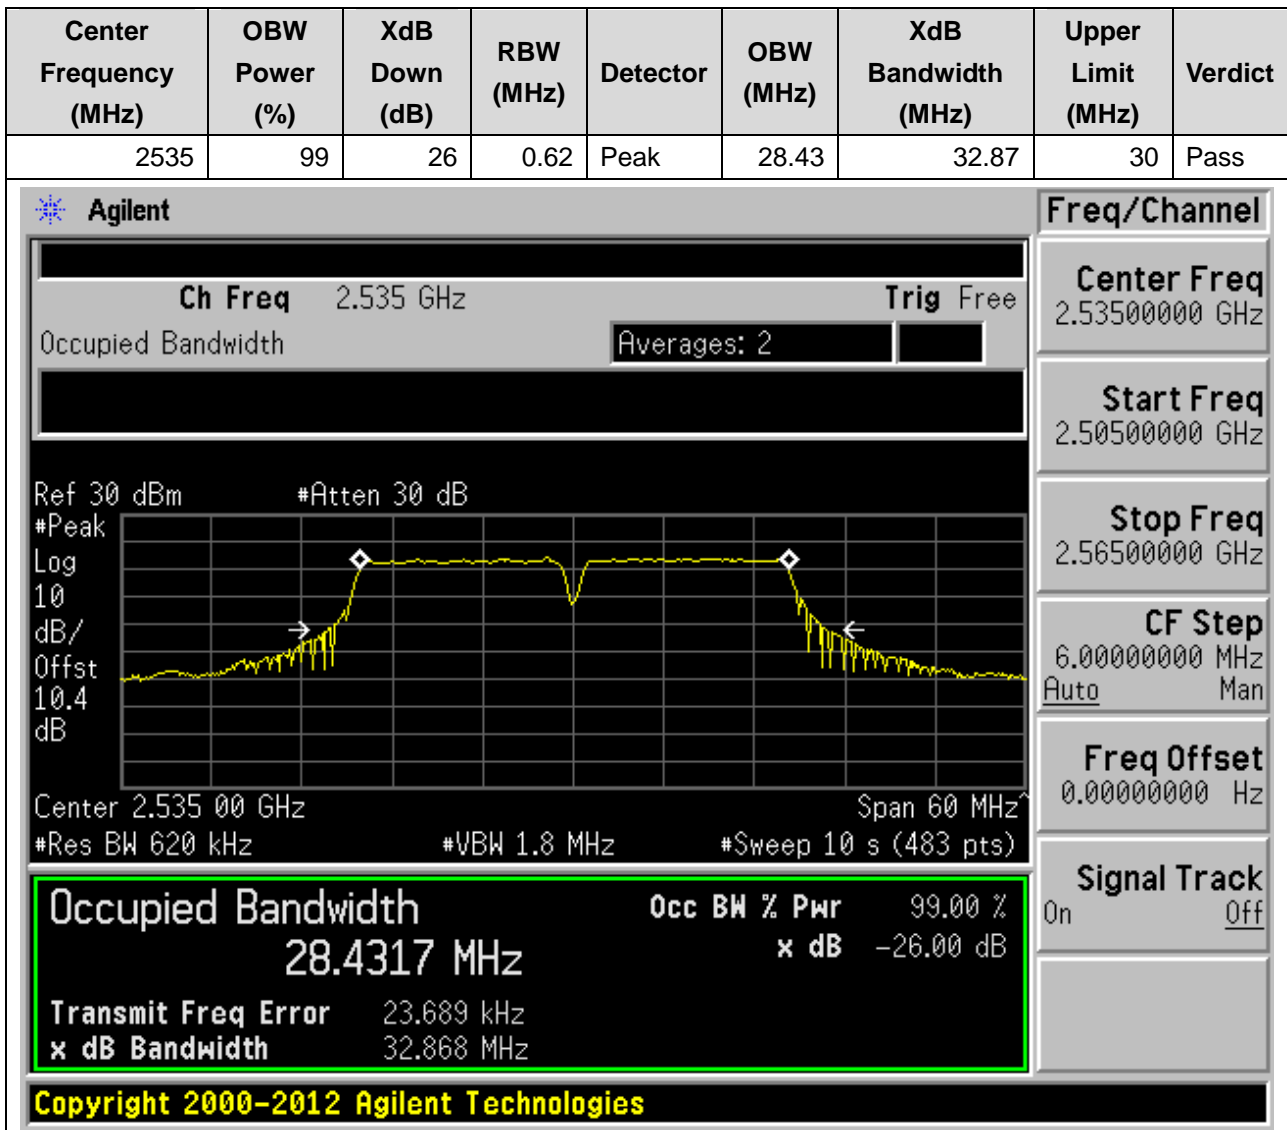 Center Frequency (MHz) OBW Power (%) XdB Down (dB) RBW (MHz) Detector OBW (MHz) XdB Bandwidth (MHz) Upper Limit (MHz) Verdict
2535 99 26 0.62 Peak 28.43 32.87 30 Pass
Agilent
Freq/Channel
Ch Freq 2.535 GHz Trig Free
Occupied Bandwidth Averages: 2
Center Freq
2.53500000 GHz
Start Freq
2.50500000 GHz
Stop Freq
2.56500000 GHz
CF Step
6.00000000 MHz
Auto Man
Freq Offset
0.00000000 Hz
Signal Track
On Off
Ref 30 dBm #Atten 30 dB
#Peak
Log
10
dB/
Offst
10.4
dB
Center 2.535 00 GHz Span 60 MHz^
#Res BW 620 kHz #VBW 1.8 MHz #Sweep 10 s (483 pts)
Occupied Bandwidth
28.4317 MHz
Occ BW % Pwr 99.00 %
x dB -26.00 dB
Transmit Freq Error 23.689 kHz
x dB Bandwidth 32.868 MHz
Copyright 2000-2012 Agilent Technologies